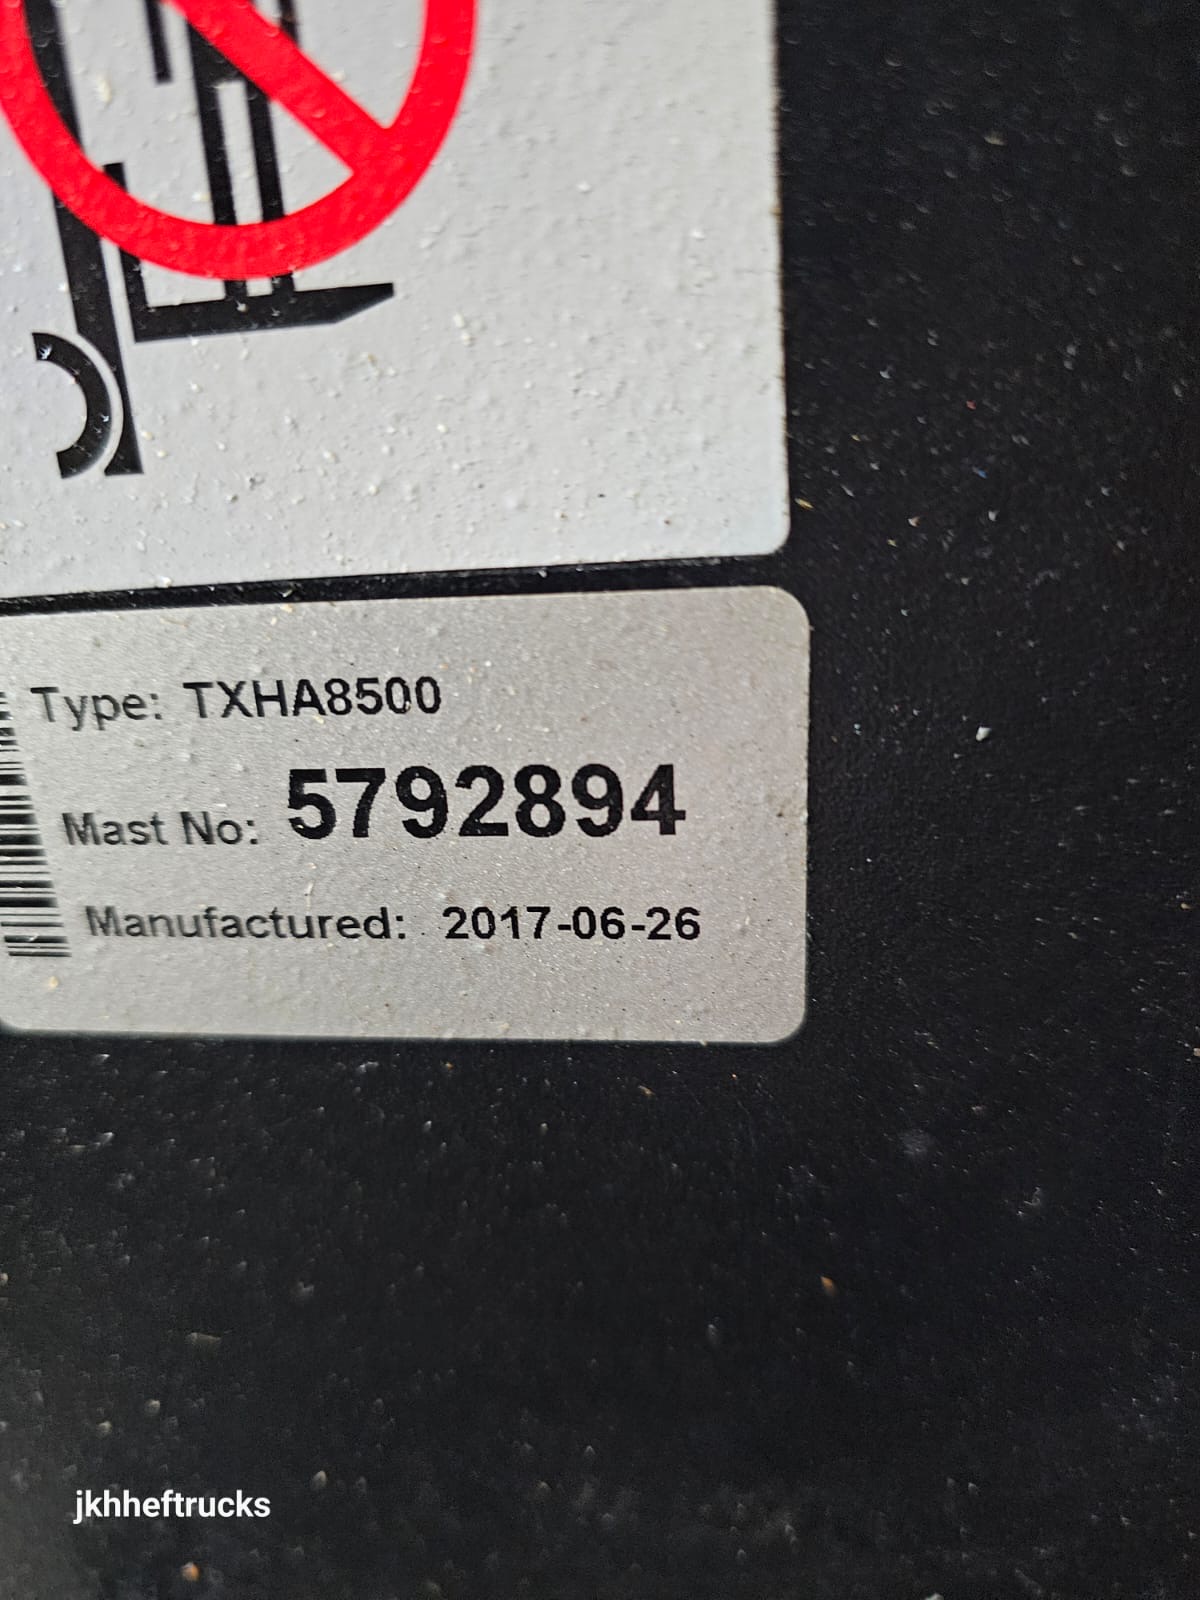 Type: TXHA8500
Mast No: 5792894
Manufactured: 2017-06-26
jkhheftrucks